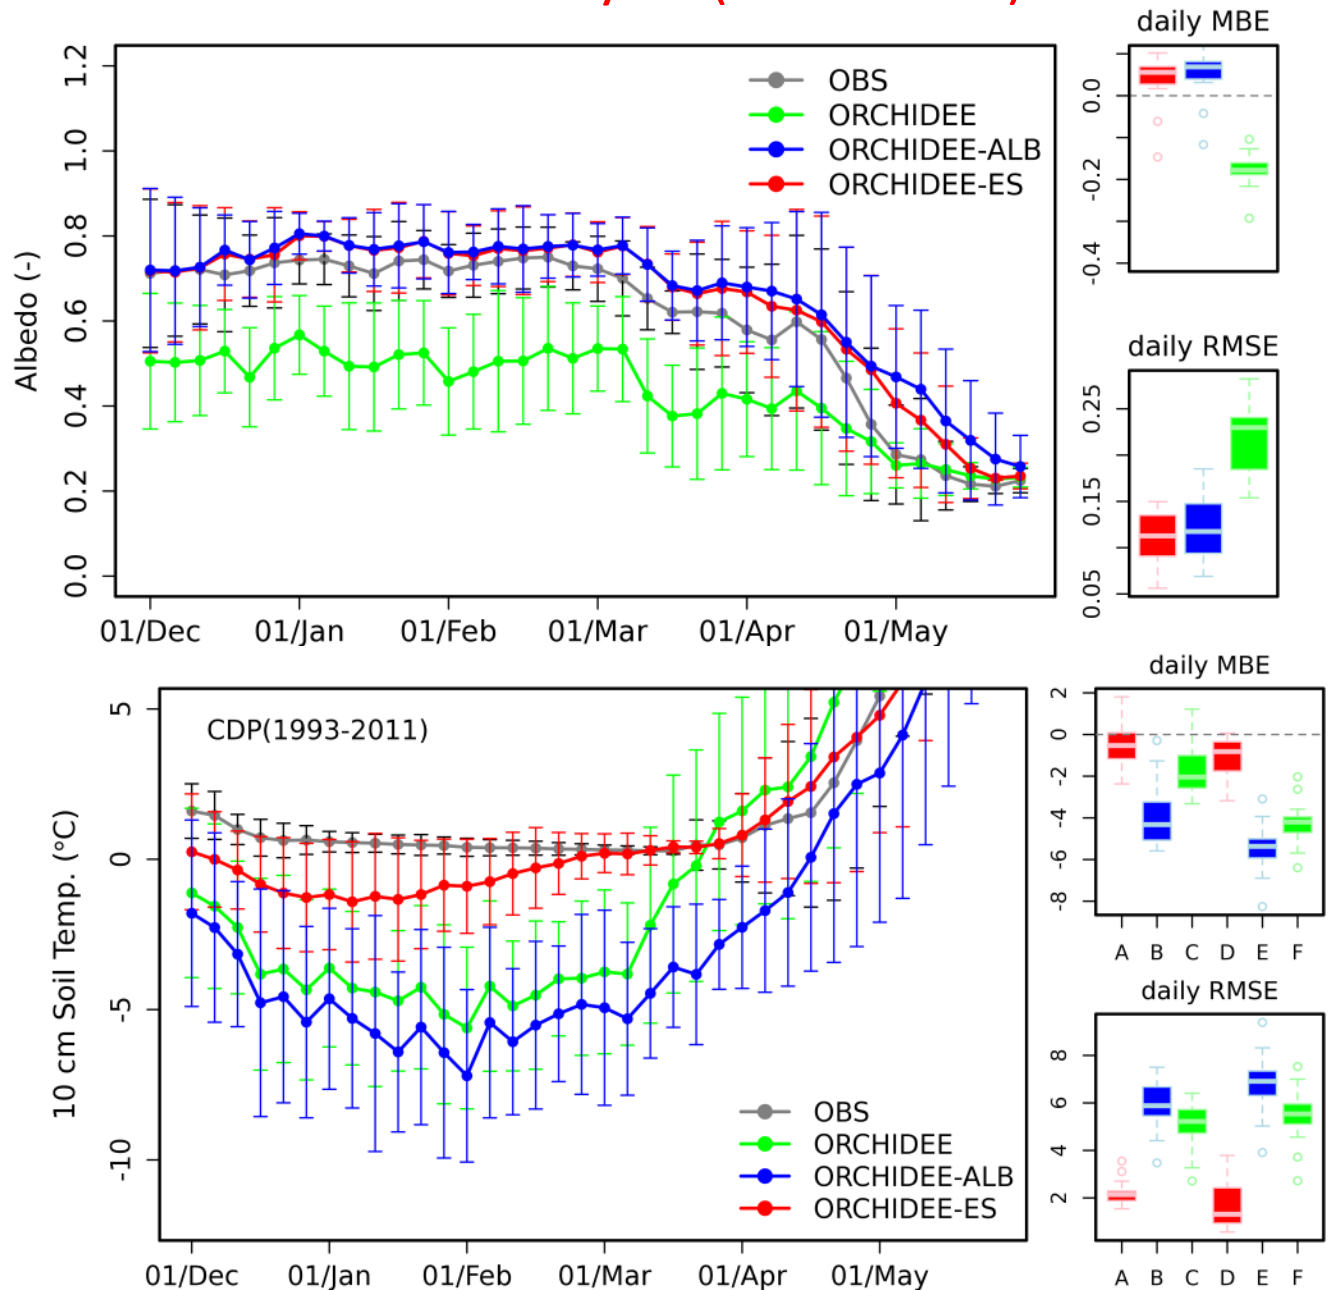 daily MBE
1.2
1.0
0.8
0.6
0.4
0.2
0.0
Albedo (-)
OBS
ORCHIDEE
ORCHIDEE-ALB
ORCHIDEE-ES
01/Dec 01/Jan 01/Feb 01/Mar 01/Apr 01/May
0.0
-0.2
-0.4
daily RMSE
0.25
0.15
0.05
CDP(1993-2011)
5
0
-5
-10
10 cm Soil Temp. (°C)
OBS
ORCHIDEE
ORCHIDEE-ALB
ORCHIDEE-ES
01/Dec 01/Jan 01/Feb 01/Mar 01/Apr 01/May
daily MBE
2
0
-2
-4
-6
-8
A B C D E F
daily RMSE
8
6
4
2
A B C D E F